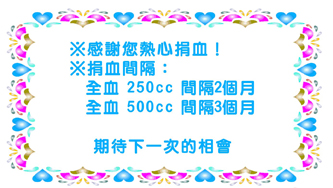 ※感謝您熱心捐血！
※捐血間隔：
全血 250cc 間隔2個月
全血 500cc 間隔3個月
期待下一次的相會